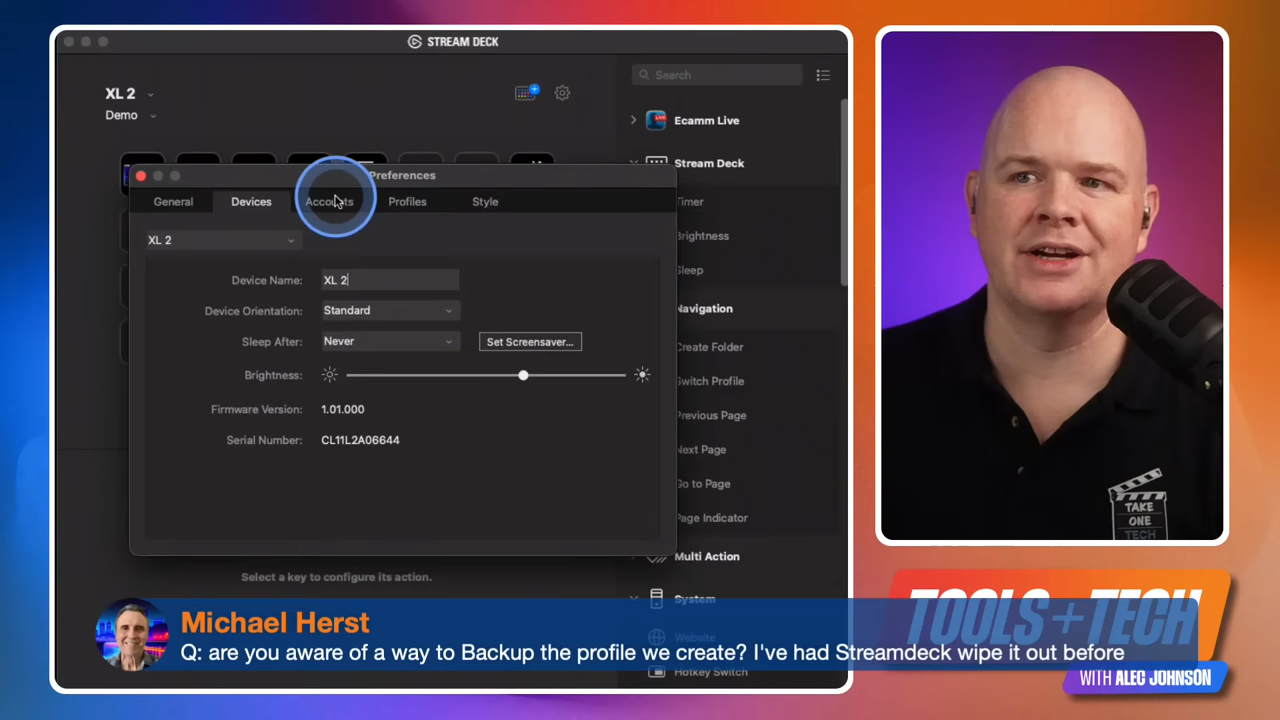 STREAM DECK
XL 2
Demo
Search
Ecamm Live
Stream Deck
Timer
Brightness
Sleep
Navigation
Create Folder
Switch Profile
Previous Page
Next Page
Go to Page
Page Indicator
Multi Action
System
Website
Hotkey Switch
Preferences
General
Devices
Accounts
Profiles
Style
XL 2
Device Name:
XL 2
Device Orientation:
Standard
Sleep After:
Never
Set Screensaver...
Brightness:
Firmware Version:
1.01.000
Serial Number:
CL11L2A06644
Select a key to configure its action.
TAKE
ONE
TECH
Michael Herst
Q: are you aware of a way to Backup the profile we create? I've had Streamdeck wipe it out before
TOOLS+TECH
WITH ALEC JOHNSON